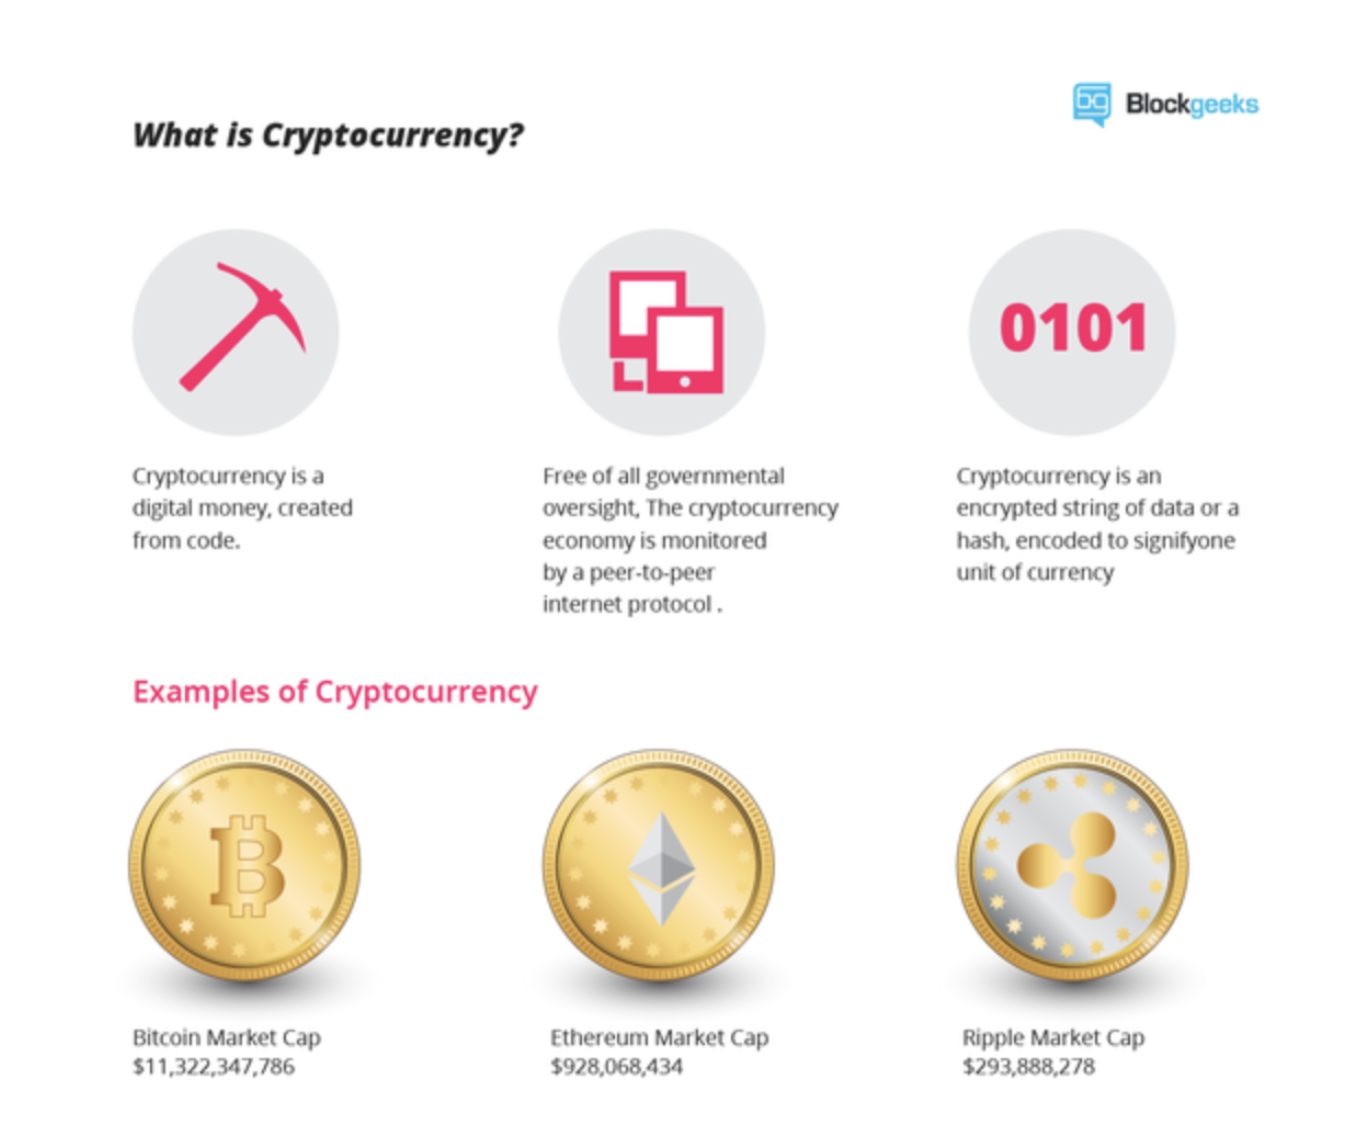 Blockgeeks
What is Cryptocurrency?
0101
Cryptocurrency is a
digital money, created
from code.
Free of all governmental
oversight, The cryptocurrency
economy is monitored
by a peer-to-peer
internet protocol .
Cryptocurrency is an
encrypted string of data or a
hash, encoded to signifyone
unit of currency
Examples of Cryptocurrency
Bitcoin Market Cap
$11,322,347,786
Ethereum Market Cap
$928,068,434
Ripple Market Cap
$293,888,278